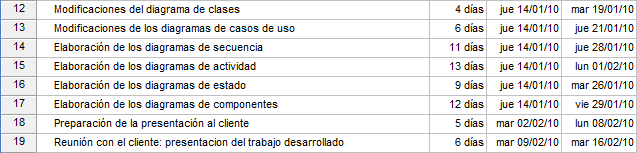 12 Modificaciones del diagrama de clases 4 días jue 14/01/10 mar 19/01/10
13 Modificaciones de los diagramas de casos de uso 6 días jue 14/01/10 jue 21/01/10
14 Elaboración de los diagramas de secuencia 11 días jue 14/01/10 jue 28/01/10
15 Elaboración de los diagramas de actividad 13 días jue 14/01/10 lun 01/02/10
16 Elaboración de los diagramas de estado 9 días jue 14/01/10 mar 26/01/10
17 Elaboración de los diagramas de componentes 12 días jue 14/01/10 vie 29/01/10
18 Preparación de la presentación al cliente 5 días mar 02/02/10 lun 08/02/10
19 Reunión con el cliente: presentacion del trabajo desarrollado 6 días mar 09/02/10 mar 16/02/10